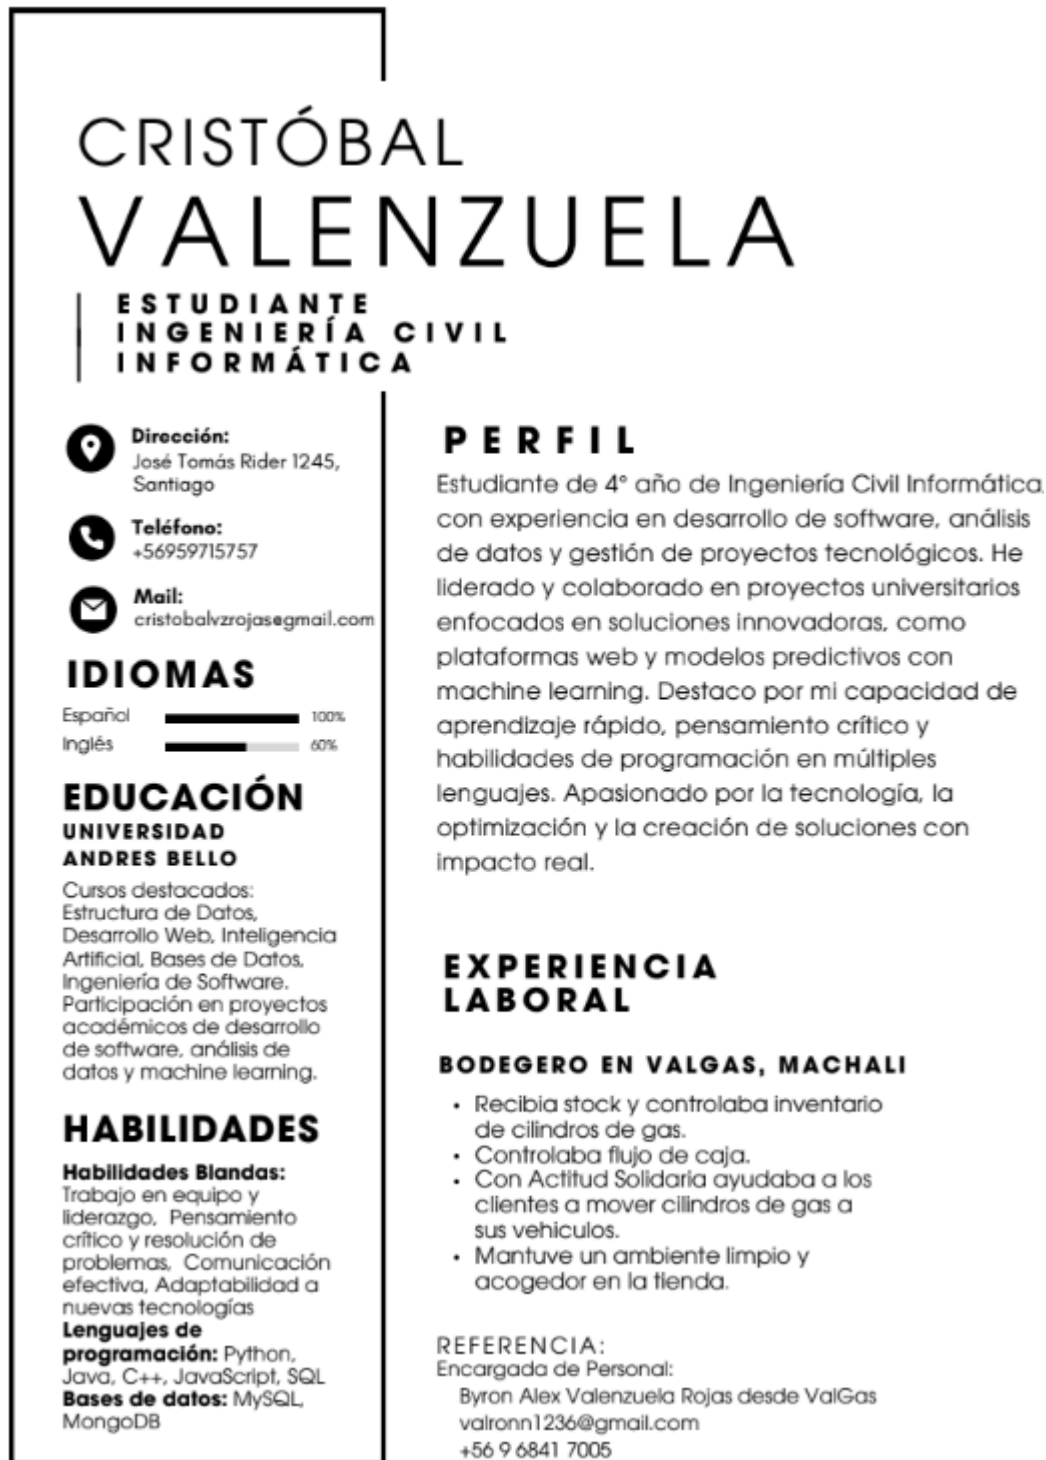 CRISTÓBAL
VALENZUELA
ESTUDIANTE
INGENIERÍA CIVIL
INFORMÁTICA
Dirección:
José Tomás Rider 1245,
Santiago
Teléfono:
+56959715757
Mail:
cristobalvzrojas@gmail.com
IDIOMAS
Español 100%
Inglés 60%
EDUCACIÓN
UNIVERSIDAD
ANDRES BELLO
Cursos destacados:
Estructura de Datos,
Desarrollo Web, Inteligencia
Artificial, Bases de Datos,
Ingeniería de Software.
Participación en proyectos
académicos de desarrollo
de software, análisis de
datos y machine learning.
HABILIDADES
Habilidades Blandas:
Trabajo en equipo y
liderazgo, Pensamiento
crítico y resolución de
problemas, Comunicación
efectiva, Adaptabilidad a
nuevas tecnologías
Lenguajes de
programación: Python,
Java, C++, JavaScript, SQL
Bases de datos: MySQL,
MongoDB
PERFIL
Estudiante de 4° año de Ingeniería Civil Informática,
con experiencia en desarrollo de software, análisis
de datos y gestión de proyectos tecnológicos. He
liderado y colaborado en proyectos universitarios
enfocados en soluciones innovadoras, como
plataformas web y modelos predictivos con
machine learning. Destaco por mi capacidad de
aprendizaje rápido, pensamiento crítico y
habilidades de programación en múltiples
lenguajes. Apasionado por la tecnología, la
optimización y la creación de soluciones con
impacto real.
EXPERIENCIA
LABORAL
BODEGERO EN VALGAS, MACHALI
• Recibia stock y controlaba inventario
de cilindros de gas.
• Controlaba flujo de caja.
• Con Actitud Solidaria ayudaba a los
clientes a mover cilindros de gas a
sus vehiculos.
• Mantuve un ambiente limpio y
acogedor en la tienda.
REFERENCIA:
Encargada de Personal:
Byron Alex Valenzuela Rojas desde ValGas
valronn1236@gmail.com
+56 9 6841 7005